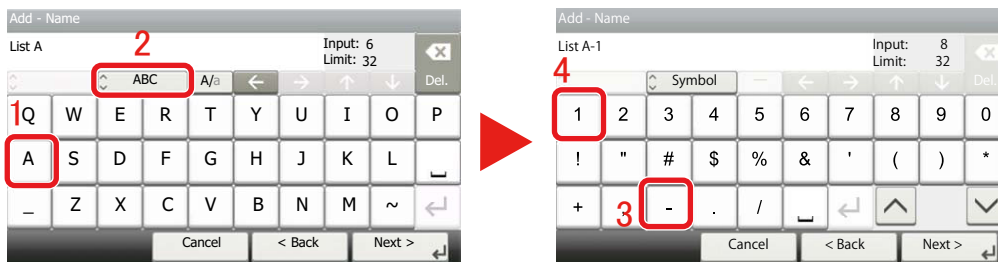 Add - Name
2
List A
Input: 6
Limit: 32
ABC
A/a
Del.
1
Q W E R T Y U I O P
A S D F G H J K L
_ Z X C V B N M ~
Cancel
< Back
Next >
Add - Name
List A-1
Input: 8
Limit: 32
4
Symbol
Del.
1 2 3 4 5 6 7 8 9 0
! " # $ % & ' ( ) *
3
+ - . /
Cancel
< Back
Next >